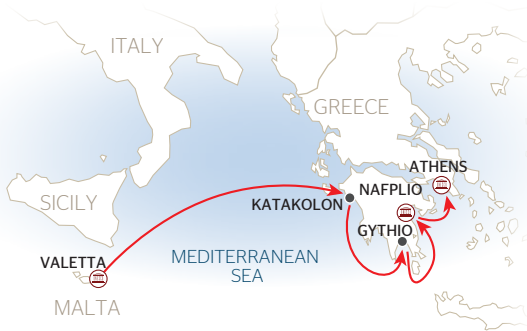 ITALY
GREECE
ATHENS
NAFPLIO
SICILY
KATAKOLON
GYTHIO
VALETTA
MEDITERRANEAN
SEA
MALTA